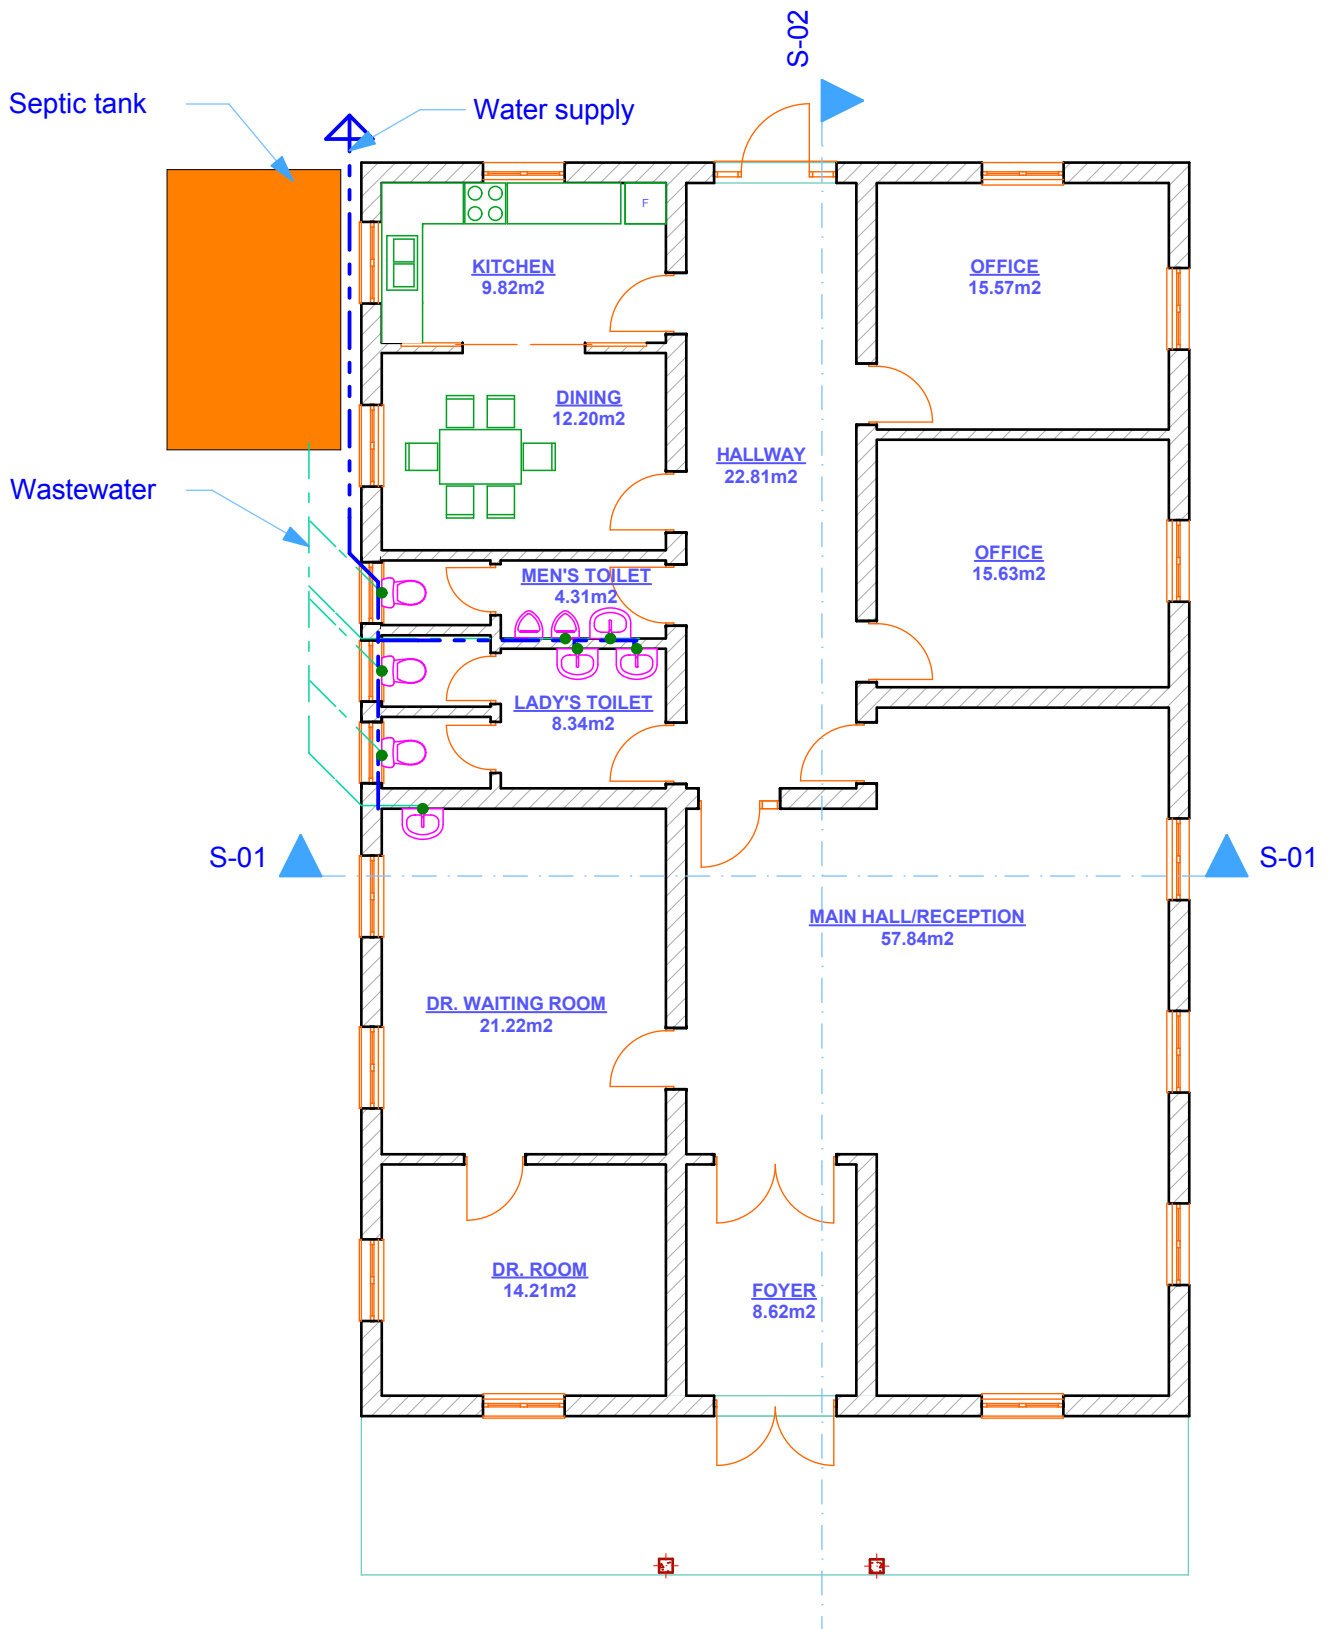 S-02
Septic tank
Water supply
F
KITCHEN
9.82m2
OFFICE
15.57m2
DINING
12.20m2
HALLWAY
22.81m2
Wastewater
OFFICE
15.63m2
MEN'S TOILET
4.31m2
LADY'S TOILET
8.34m2
S-01
S-01
MAIN HALL/RECEPTION
57.84m2
DR. WAITING ROOM
21.22m2
DR. ROOM
14.21m2
FOYER
8.62m2